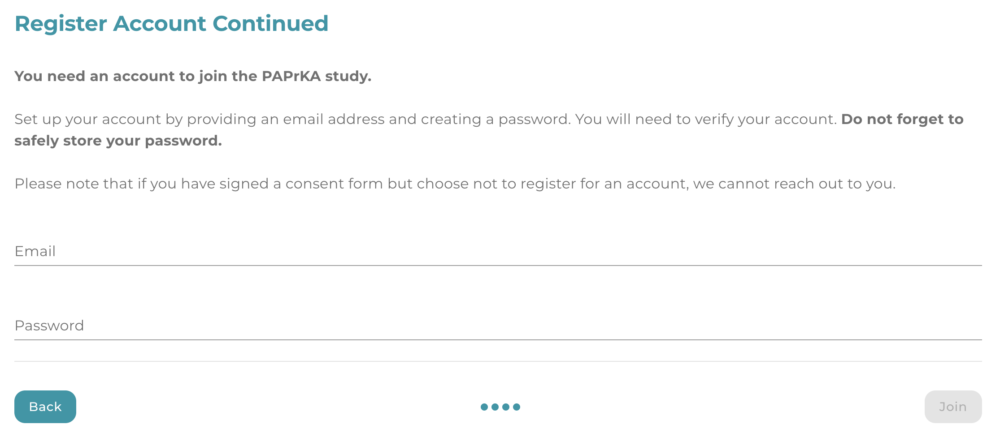 Register Account Continued
You need an account to join the PAPrKA study.
Set up your account by providing an email address and creating a password. You will need to verify your account. Do not forget to
safely store your password.
Please note that if you have signed a consent form but choose not to register for an account, we cannot reach out to you.
Email
Password
Back
Join